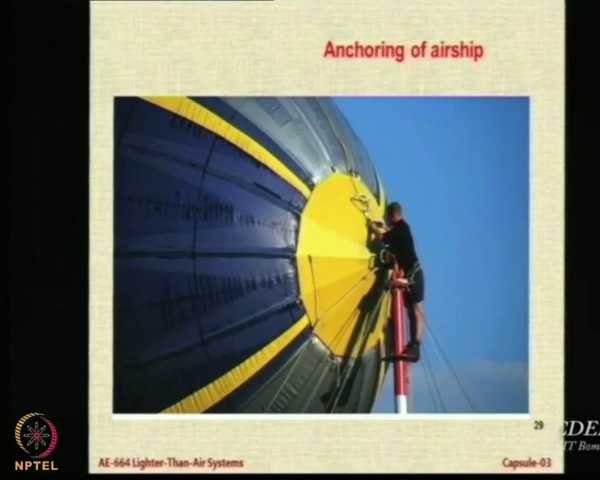 Anchoring of airship
29
NPTEL
AE-664 Lighter-Than-Air Systems
Capsule-03